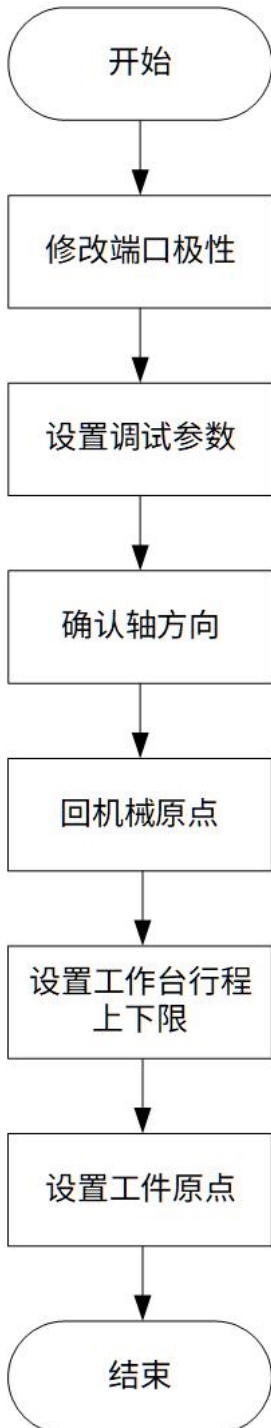 开始
修改端口极性
设置调试参数
确认轴方向
回机械原点
设置工作台行程
上下限
设置工件原点
结束